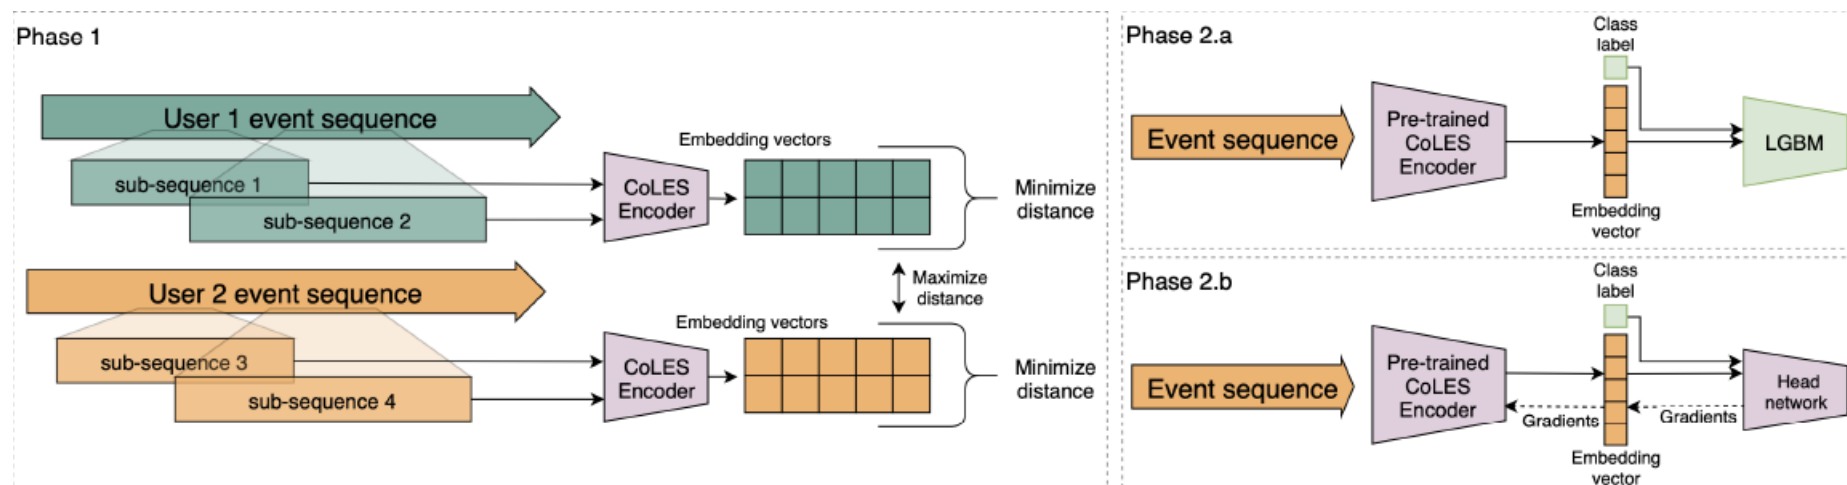 Phase 1
User 1 event sequence
sub-sequence 1
sub-sequence 2
CoLES
Encoder
Embedding vectors
Minimize
distance
Maximize
distance
User 2 event sequence
sub-sequence 3
sub-sequence 4
CoLES
Encoder
Embedding vectors
Minimize
distance
Phase 2.a
Event sequence
Pre-trained
CoLES
Encoder
Class
label
Embedding
vector
LGBM
Phase 2.b
Event sequence
Pre-trained
CoLES
Encoder
Class
label
Gradients
Gradients
Embedding
vector
Head
network